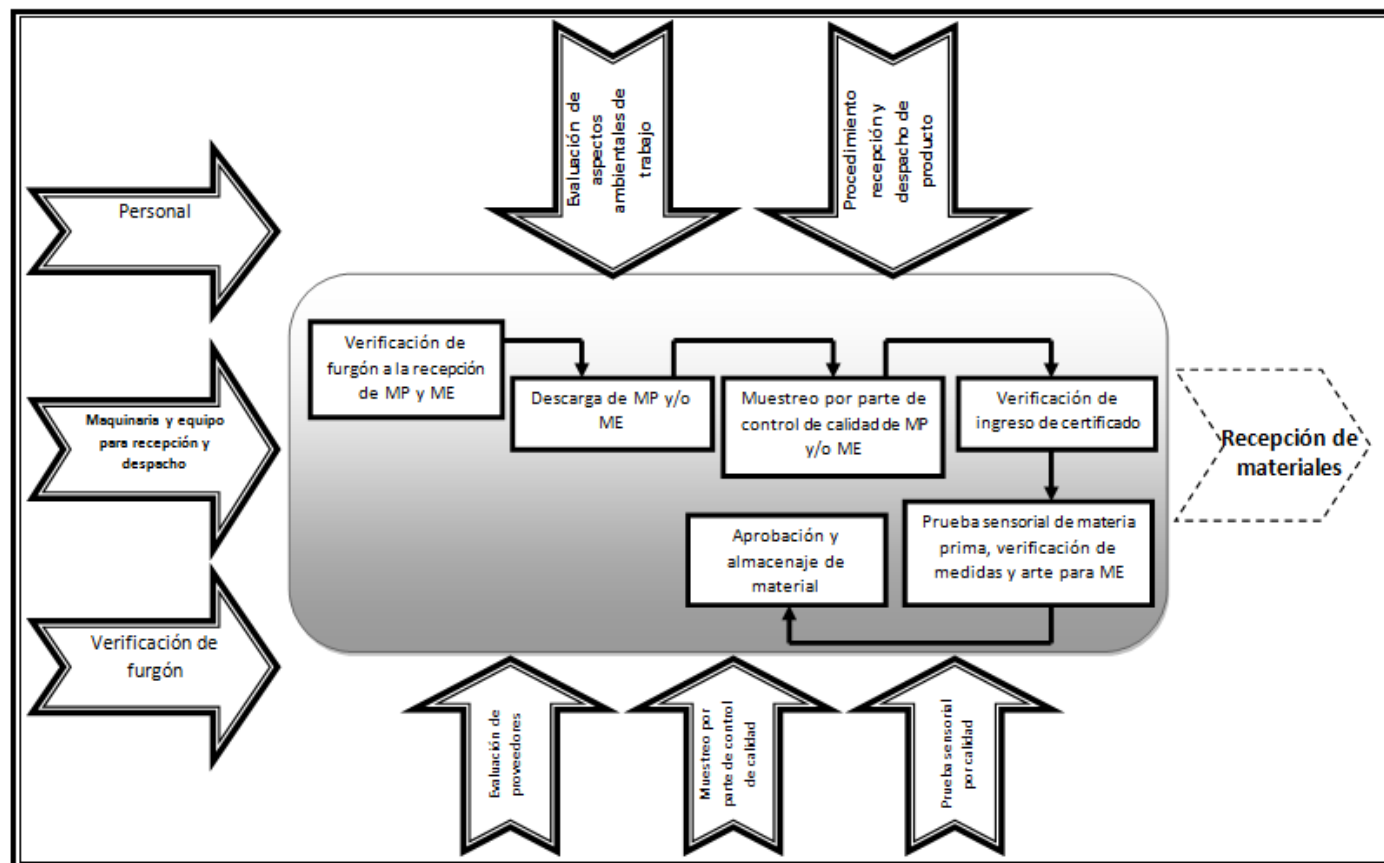 Evaluación de
aspectos
ambientales de
trabajo
Procedimiento
recepción y
despacho de
producto
Personal
Maquinaria y equipo
para recepción y
despacho
Verificación de
furgón
Verificación de
furgón a la recepción
de MP y ME
Descarga de MP y/o
ME
Muestreo por parte de
control de calidad de MP
y/o ME
Verificación de
ingreso de certificado
Prueba sensorial de materia
prima, verificación de
medidas y arte para ME
Aprobación y
almacenaje de
material
Recepción de
materiales
Evaluación de
proveedores
Muestreo por
parte de control
de calidad
Prueba sensorial
por calidad